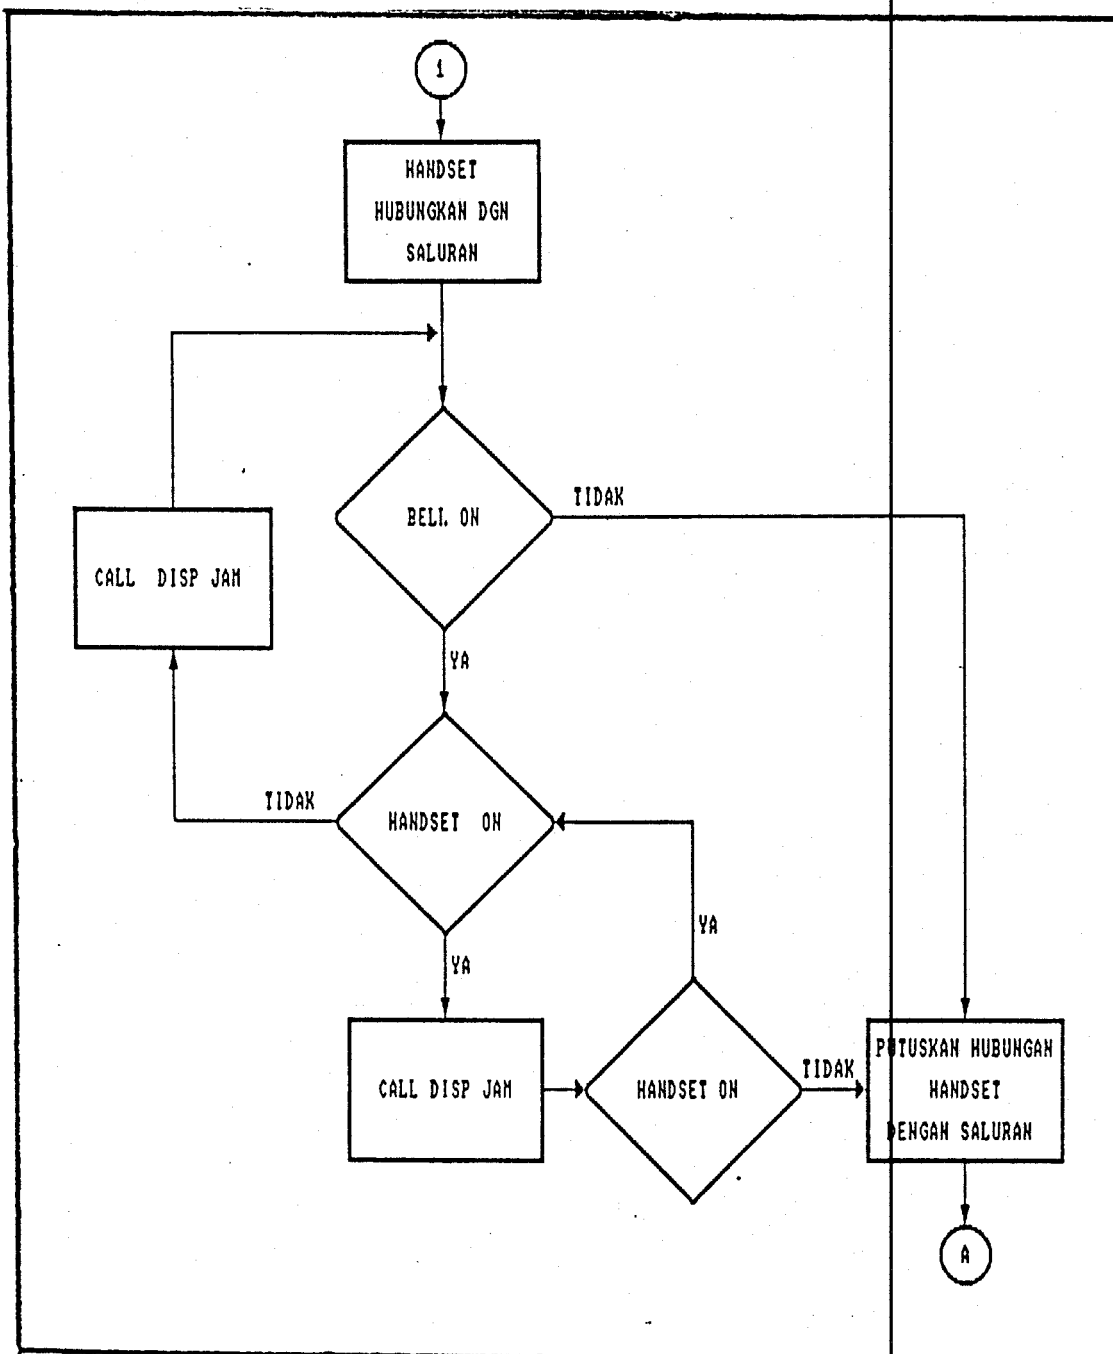 1
HANDSET
HUBUNGKAN DGN
SALURAN
BELL ON
TIDAK
CALL DISP JAM
YA
TIDAK
HANDSET ON
YA
YA
CALL DISP JAM
HANDSET ON
TIDAK
PUTUSKAN HUBUNGAN
HANDSET
DENGAN SALURAN
A